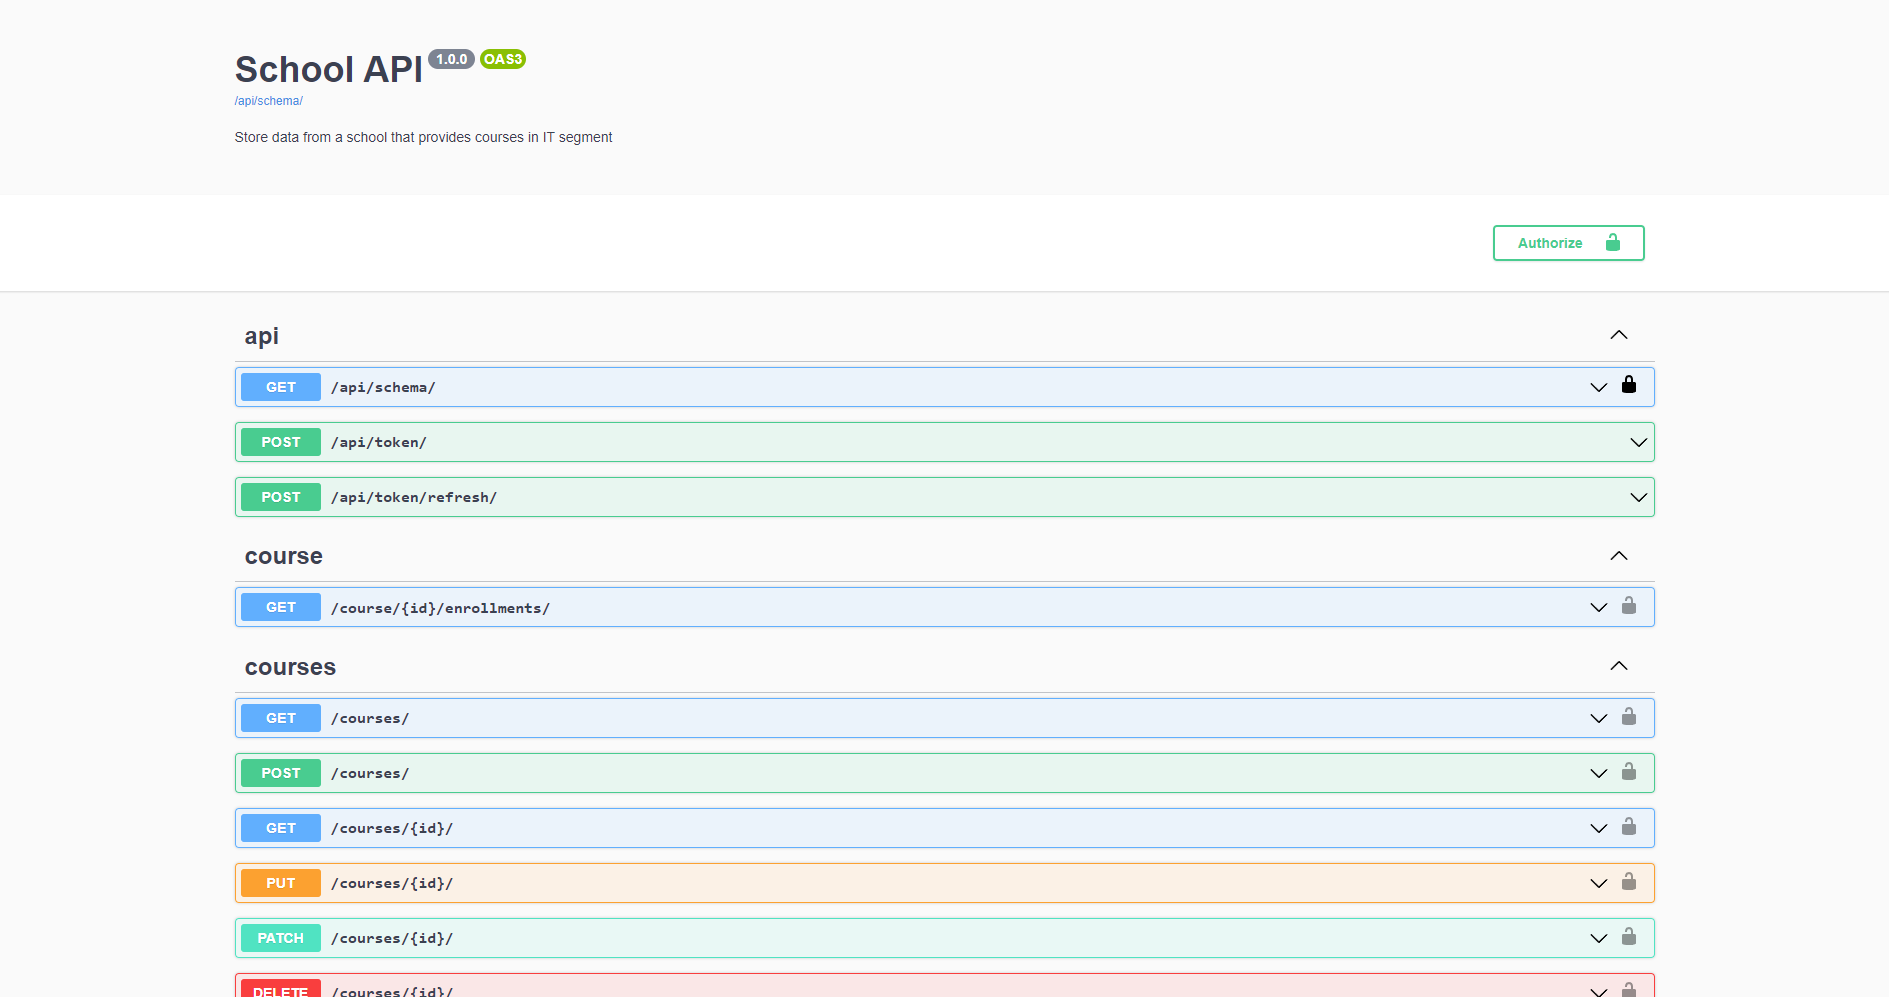 School API 1.0.0 OAS3
/api/schema/
Store data from a school that provides courses in IT segment
Authorize
api
GET /api/schema/
POST /api/token/
POST /api/token/refresh/
course
GET /course/{id}/enrollments/
courses
GET /courses/
POST /courses/
GET /courses/{id}/
PUT /courses/{id}/
PATCH /courses/{id}/
DELETE /courses/{id}/